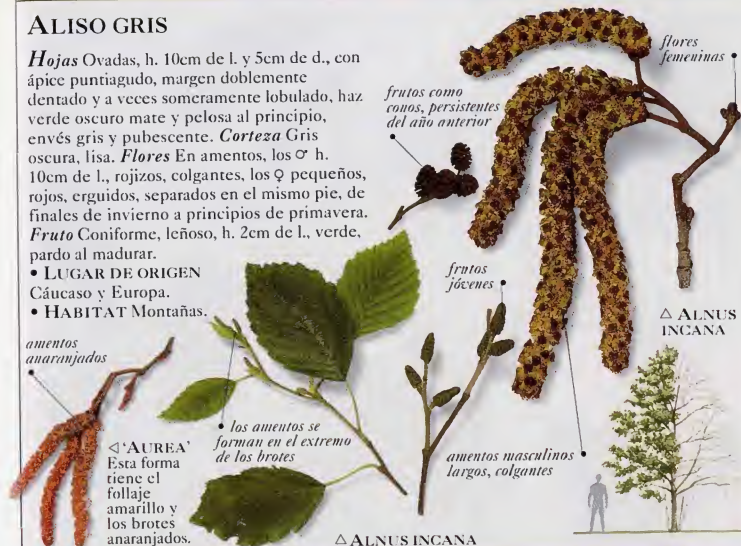 ALISO GRIS
Hojas Ovadas, h. 10cm de l. y 5cm de d., con
ápice puntiagudo, margen doblemente
dentado y a veces someramente lobulado, haz
verde oscuro mate y pelosa al principio,
envés gris y pubescente. Corteza Gris
oscura, lisa. Flores En amentos, los ♂ h.
10cm de l., rojizos, colgantes, los ♀ pequeños,
rojos, erguidos, separados en el mismo pie, de
finales de invierno a principios de primavera.
Fruto Coniforme, leñoso, h. 2cm de l., verde,
pardo al madurar.
• LUGAR DE ORIGEN
Cáucaso y Europa.
• HABITAT Montañas.
amentos
anaranjados
◁ 'AUREA'
Esta forma
tiene el
follaje
amarillo y
los brotes
anaranjados.
• los amentos se
forman en el extremo
de los brotes
△ ALNUS INCANA
frutos como
conos, persistentes
del año anterior
frutos
jóvenes
amentos masculinos
largos, colgantes
flores
femeninas •
△ ALNUS
INCANA